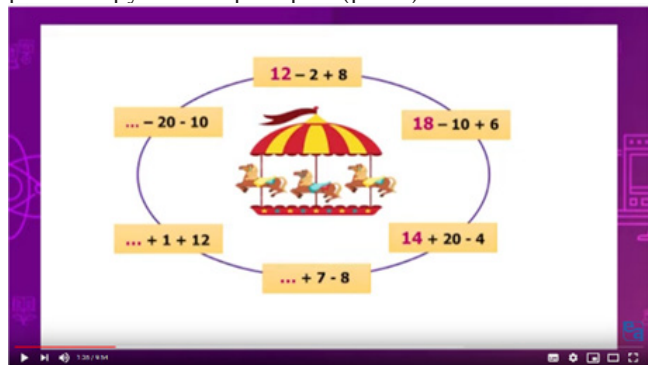 12 – 2 + 8
... – 20 - 10
18 – 10 + 6
... + 1 + 12
14 + 20 - 4
... + 7 - 8